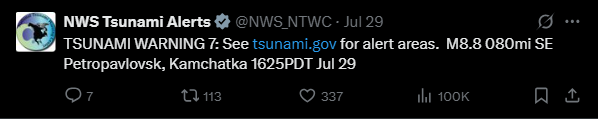 NWS Tsunami Alerts @NWS_NTWC · Jul 29
TSUNAMI WARNING 7: See tsunami.gov for alert areas.  M8.8 080mi SE
Petropavlovsk, Kamchatka 1625PDT Jul 29
7 113 337 100K